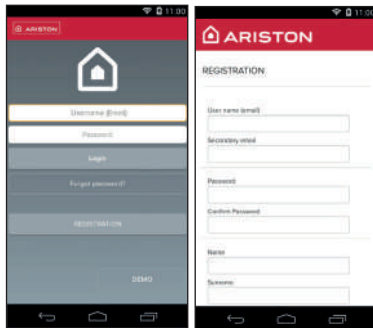 11:00
ARISTON
Username (Email)
Password
Login
Forgot password?
REGISTRATION
DEMO
11:00
ARISTON
REGISTRATION
User name (email)
Secondary email
Password
Confirm Password
Name
Surname